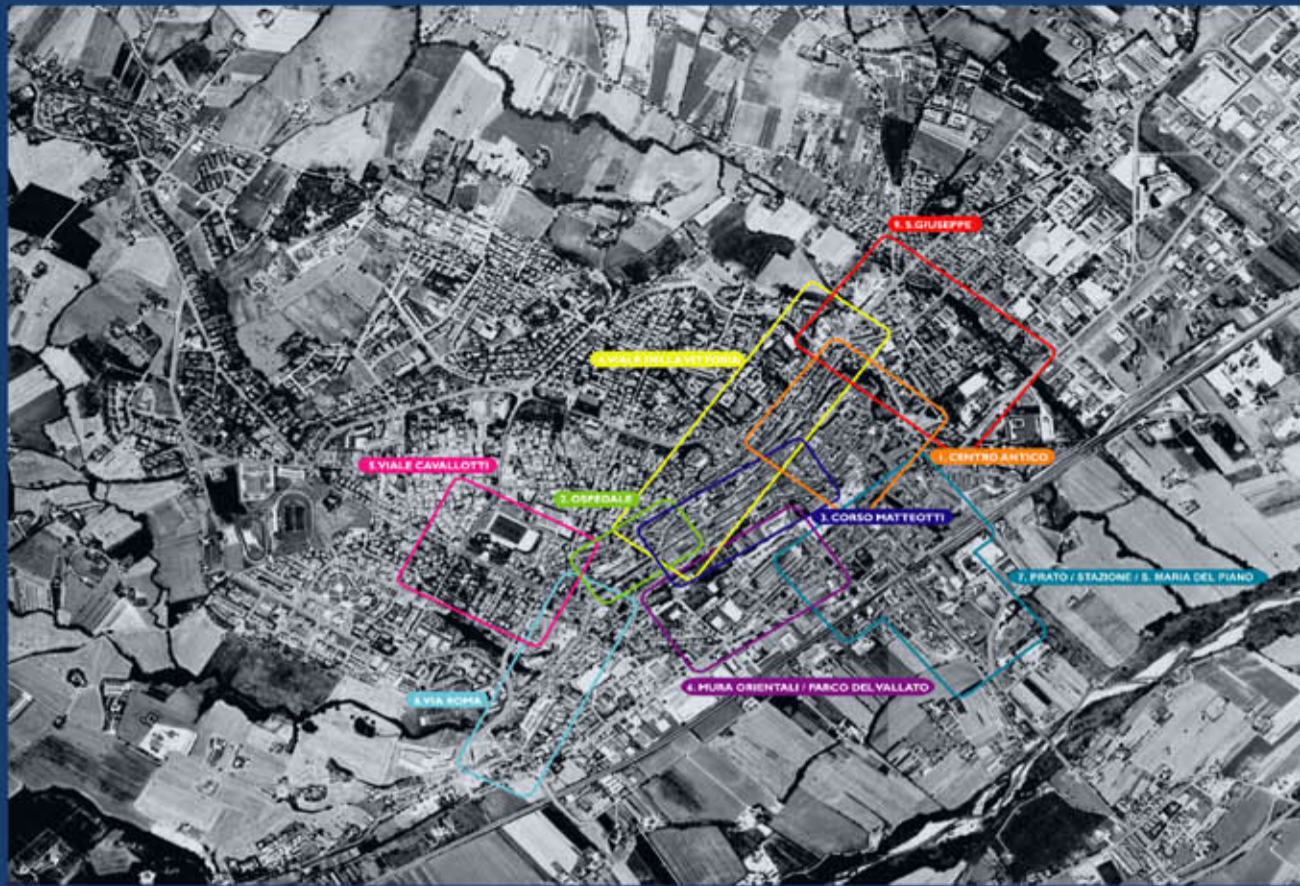 9. S.GIUSEPPE
4. VIALE DELLA VITTORIA
1. CENTRO ANTICO
5. VIALE CAVALLOTTI
2. OSPEDALE
3. CORSO MATTEOTTI
7. PRATO / STAZIONE / S. MARIA DEL PIANO
6. MURA ORIENTALI / PARCO DEL VALLATO
8. VIA ROMA